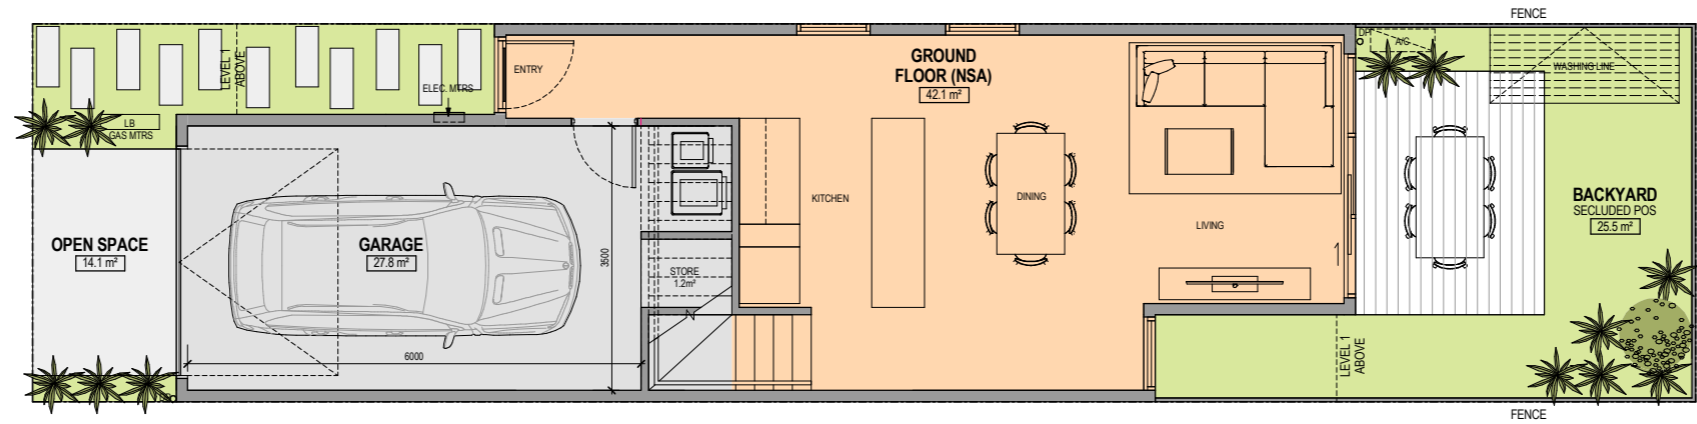 FENCE
LEVEL 1
ABOVE
ELEC. MTRS
LB
GAS MTRS
ENTRY
GROUND
FLOOR (NSA)
42.1 m²
DP
A/C
WASHING LINE
OPEN SPACE
14.1 m²
GARAGE
27.8 m²
3500
6000
STORE
1.2m²
KITCHEN
DINING
LIVING
BACKYARD
SECLUDED POS
25.5 m²
LEVEL 1
ABOVE
FENCE